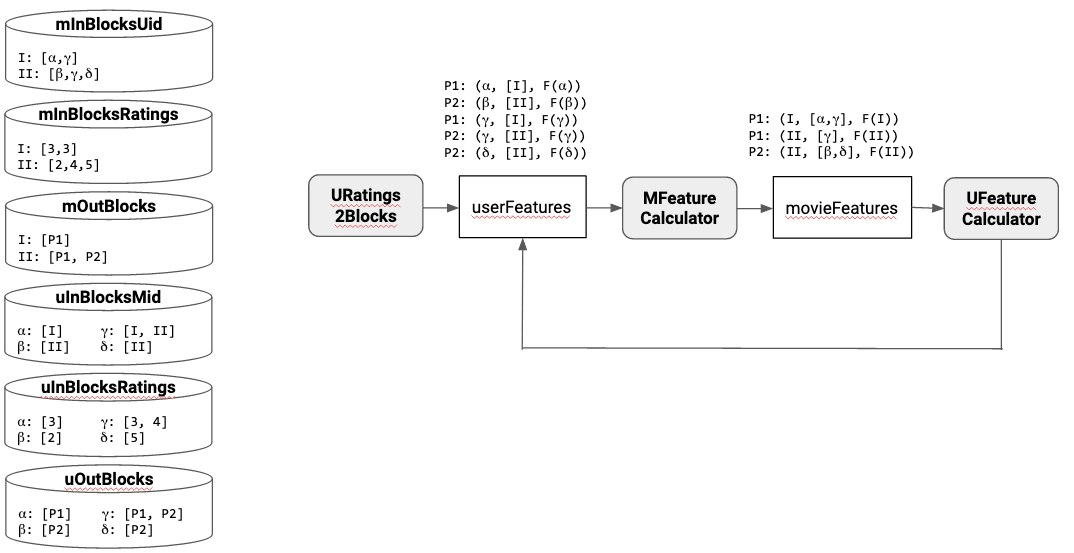 mInBlocksUid
I: [α,γ]
II: [β,γ,δ]
mInBlocksRatings
I: [3,3]
II: [2,4,5]
mOutBlocks
I: [P1]
II: [P1, P2]
uInBlocksMid
α: [I] γ: [I, II]
β: [II] δ: [II]
uInBlocksRatings
α: [3] γ: [3, 4]
β: [2] δ: [5]
uOutBlocks
α: [P1] γ: [P1, P2]
β: [P2] δ: [P2]
P1: (α, [I], F(α))
P2: (β, [II], F(β))
P1: (γ, [I], F(γ))
P2: (γ, [II], F(γ))
P2: (δ, [II], F(δ))
P1: (I, [α,γ], F(I))
P1: (II, [γ], F(II))
P2: (II, [β,δ], F(II))
URatings
2Blocks
userFeatures
MFeature
Calculator
movieFeatures
UFeature
Calculator